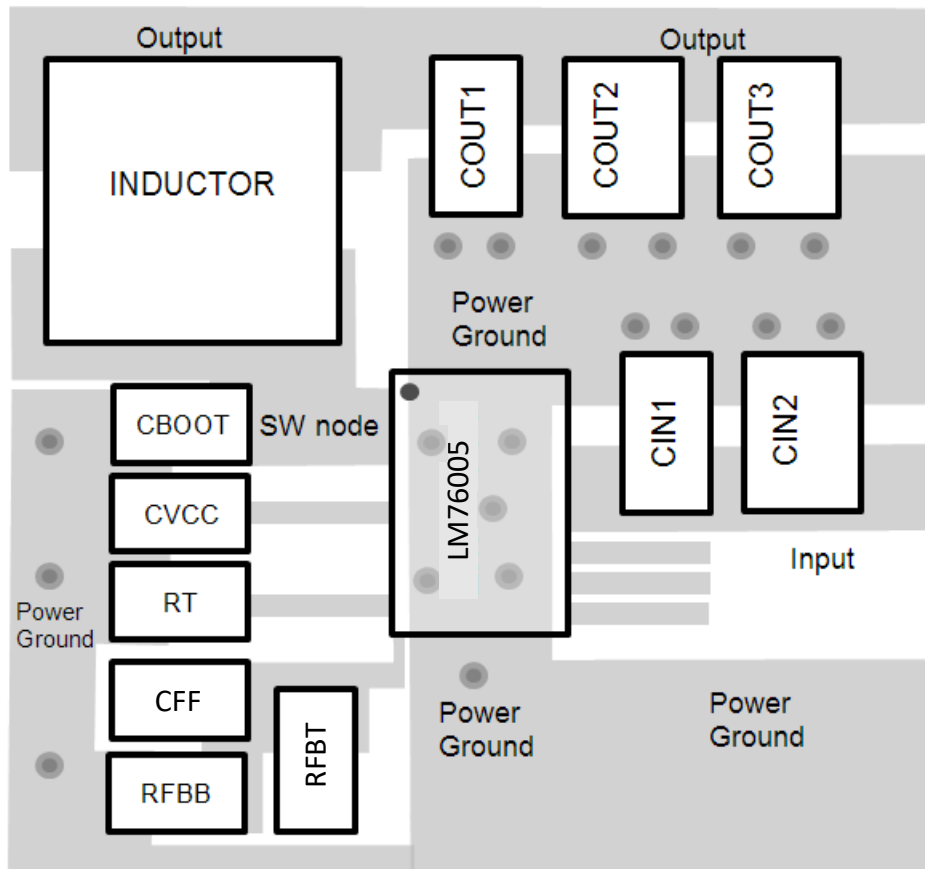 Output
Output
INDUCTOR
COUT1
COUT2
COUT3
Power
Ground
CBOOT
SW node
CIN1
CIN2
CVCC
LM76005
Input
RT
Power
Ground
CFF
RFBT
Power
Ground
Power
Ground
RFBB